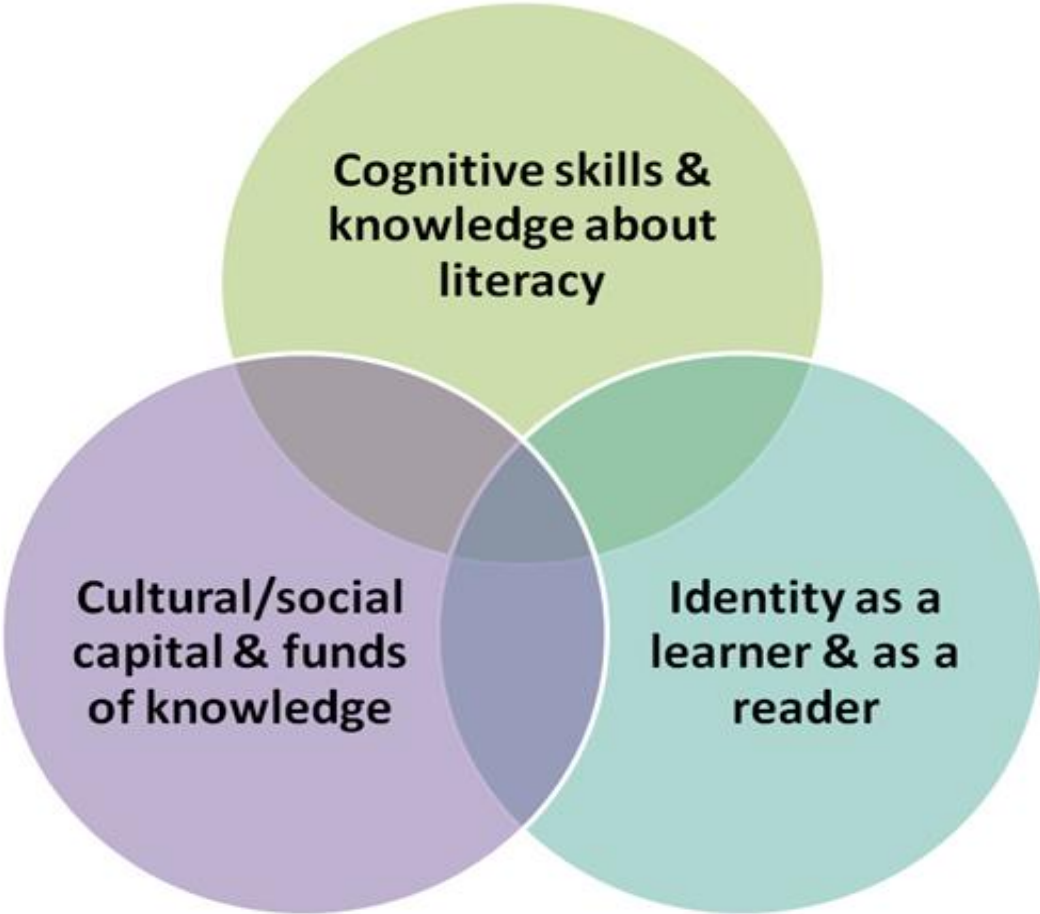 Cognitive skills &
knowledge about
literacy
Cultural/social
capital & funds
of knowledge
Identity as a
learner & as a
reader